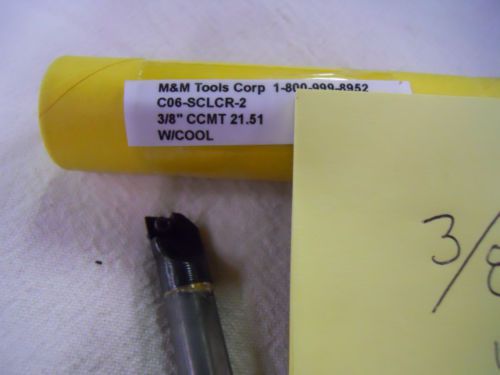 M&M Tools Corp 1-800-999-8952
C06-SCLCR-2
3/8" CCMT 21.51
W/COOL
3/8